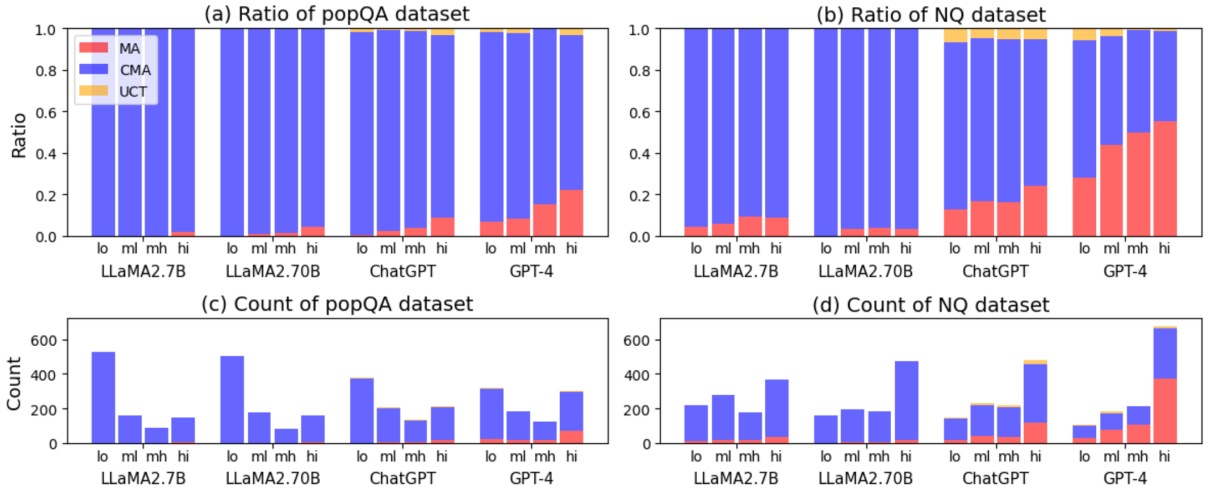 (a) Ratio of popQA dataset
1.0
0.8
0.6
0.4
0.2
0.0
Ratio
MA
CMA
UCT
lo ml mh hi lo ml mh hi lo ml mh hi lo ml mh hi
LLaMA2.7B LLaMA2.70B ChatGPT GPT-4
(b) Ratio of NQ dataset
1.0
0.8
0.6
0.4
0.2
0.0
lo ml mh hi lo ml mh hi lo ml mh hi lo ml mh hi
LLaMA2.7B LLaMA2.70B ChatGPT GPT-4
(c) Count of popQA dataset
600
400
200
0
Count
lo ml mh hi lo ml mh hi lo ml mh hi lo ml mh hi
LLaMA2.7B LLaMA2.70B ChatGPT GPT-4
(d) Count of NQ dataset
600
400
200
0
lo ml mh hi lo ml mh hi lo ml mh hi lo ml mh hi
LLaMA2.7B LLaMA2.70B ChatGPT GPT-4